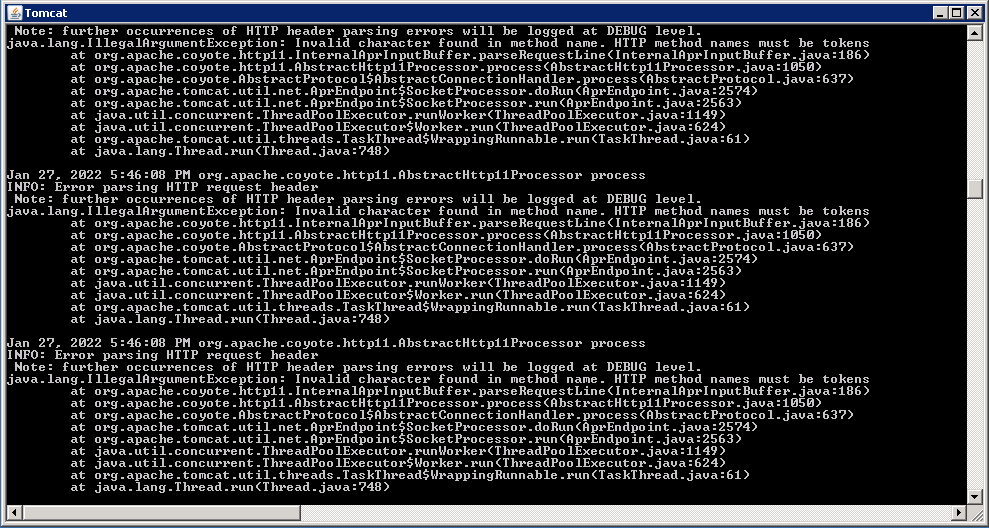 Tomcat
Note: further occurrences of HTTP header parsing errors will be logged at DEBUG level.
java.lang.IllegalArgumentException: Invalid character found in method name. HTTP method names must be tokens
at org.apache.coyote.http11.InternalAprInputBuffer.parseRequestLine(InternalAprInputBuffer.java:186)
at org.apache.coyote.http11.AbstractHttp11Processor.process(AbstractHttp11Processor.java:1050)
at org.apache.coyote.AbstractProtocol$AbstractConnectionHandler.process(AbstractProtocol.java:637)
at org.apache.tomcat.util.net.AprEndpoint$SocketProcessor.doRun(AprEndpoint.java:2574)
at org.apache.tomcat.util.net.AprEndpoint$SocketProcessor.run(AprEndpoint.java:2563)
at java.util.concurrent.ThreadPoolExecutor.runWorker(ThreadPoolExecutor.java:1149)
at java.util.concurrent.ThreadPoolExecutor$Worker.run(ThreadPoolExecutor.java:624)
at org.apache.tomcat.util.threads.TaskThread$WrappingRunnable.run(TaskThread.java:61)
at java.lang.Thread.run(Thread.java:748)
Jan 27, 2022 5:46:08 PM org.apache.coyote.http11.AbstractHttp11Processor process
INFO: Error parsing HTTP request header
Note: further occurrences of HTTP header parsing errors will be logged at DEBUG level.
java.lang.IllegalArgumentException: Invalid character found in method name. HTTP method names must be tokens
at org.apache.coyote.http11.InternalAprInputBuffer.parseRequestLine(InternalAprInputBuffer.java:186)
at org.apache.coyote.http11.AbstractHttp11Processor.process(AbstractHttp11Processor.java:1050)
at org.apache.coyote.AbstractProtocol$AbstractConnectionHandler.process(AbstractProtocol.java:637)
at org.apache.tomcat.util.net.AprEndpoint$SocketProcessor.doRun(AprEndpoint.java:2574)
at org.apache.tomcat.util.net.AprEndpoint$SocketProcessor.run(AprEndpoint.java:2563)
at java.util.concurrent.ThreadPoolExecutor.runWorker(ThreadPoolExecutor.java:1149)
at java.util.concurrent.ThreadPoolExecutor$Worker.run(ThreadPoolExecutor.java:624)
at org.apache.tomcat.util.threads.TaskThread$WrappingRunnable.run(TaskThread.java:61)
at java.lang.Thread.run(Thread.java:748)
Jan 27, 2022 5:46:08 PM org.apache.coyote.http11.AbstractHttp11Processor process
INFO: Error parsing HTTP request header
Note: further occurrences of HTTP header parsing errors will be logged at DEBUG level.
java.lang.IllegalArgumentException: Invalid character found in method name. HTTP method names must be tokens
at org.apache.coyote.http11.InternalAprInputBuffer.parseRequestLine(InternalAprInputBuffer.java:186)
at org.apache.coyote.http11.AbstractHttp11Processor.process(AbstractHttp11Processor.java:1050)
at org.apache.coyote.AbstractProtocol$AbstractConnectionHandler.process(AbstractProtocol.java:637)
at org.apache.tomcat.util.net.AprEndpoint$SocketProcessor.doRun(AprEndpoint.java:2574)
at org.apache.tomcat.util.net.AprEndpoint$SocketProcessor.run(AprEndpoint.java:2563)
at java.util.concurrent.ThreadPoolExecutor.runWorker(ThreadPoolExecutor.java:1149)
at java.util.concurrent.ThreadPoolExecutor$Worker.run(ThreadPoolExecutor.java:624)
at org.apache.tomcat.util.threads.TaskThread$WrappingRunnable.run(TaskThread.java:61)
at java.lang.Thread.run(Thread.java:748)